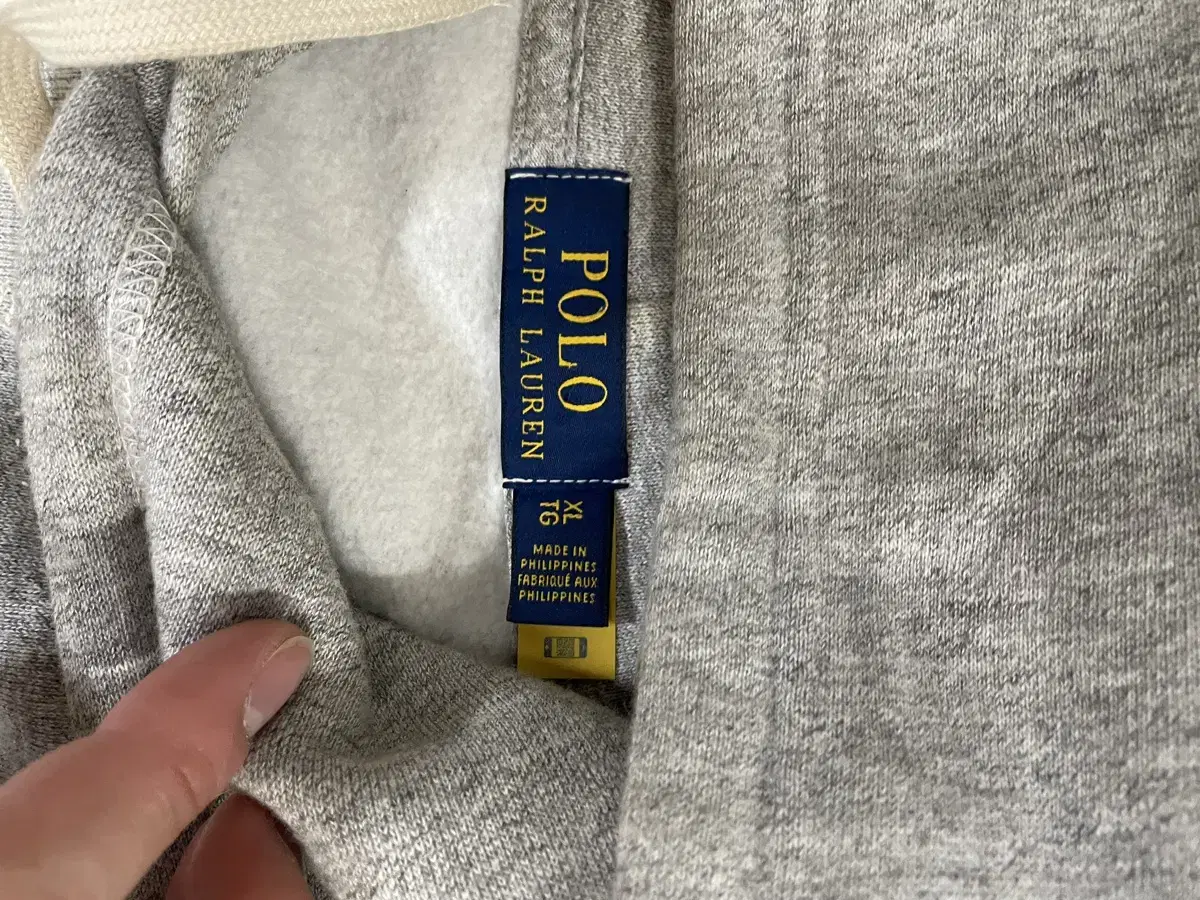 POLO
RALPH LAUREN
XL
TG
MADE IN
PHILIPPINES
FABRIQUÉ AUX
PHILIPPINES